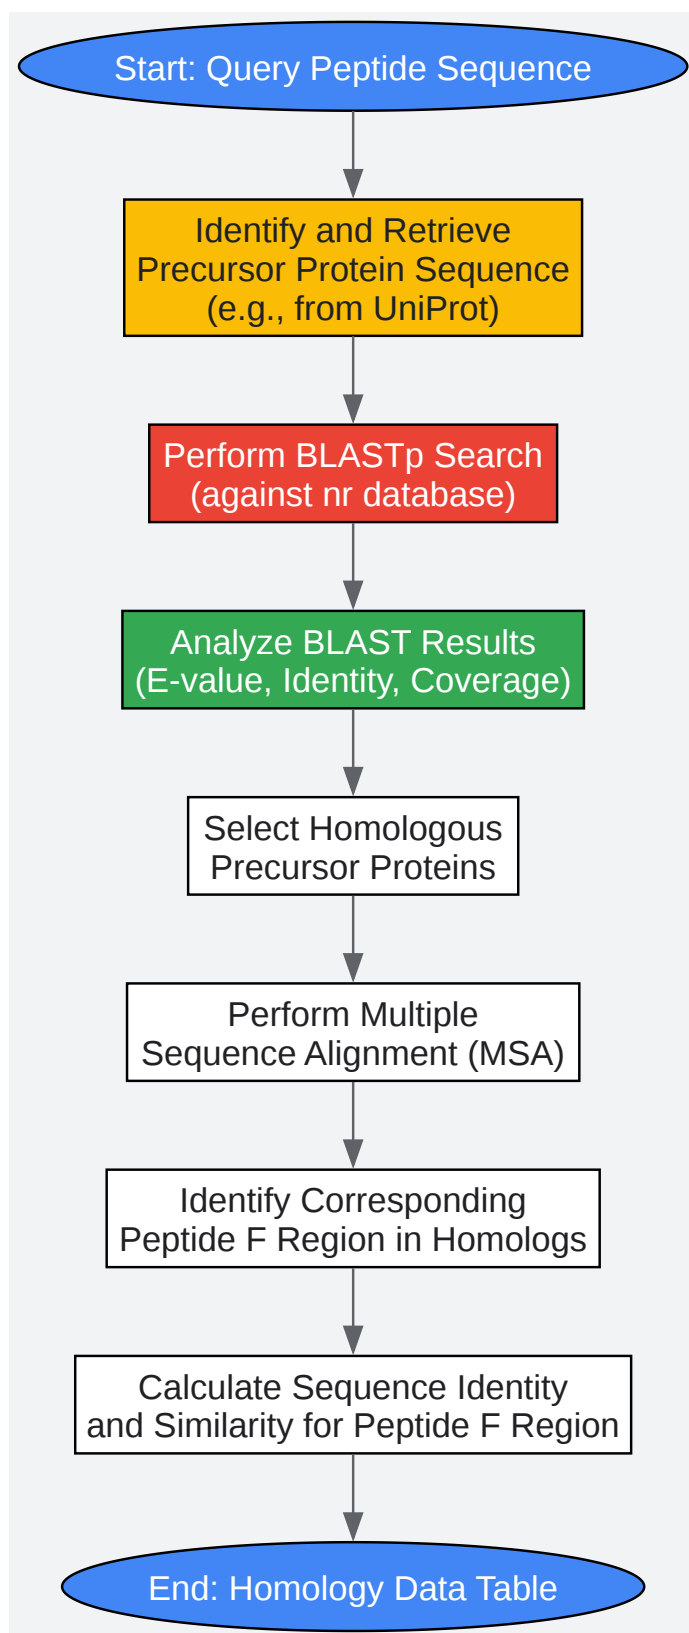 Start: Query Peptide Sequence
Identify and Retrieve
Precursor Protein Sequence
(e.g., from UniProt)
Perform BLASTp Search
(against nr database)
Analyze BLAST Results
(E-value, Identity, Coverage)
Select Homologous
Precursor Proteins
Perform Multiple
Sequence Alignment (MSA)
Identify Corresponding
Peptide F Region in Homologs
Calculate Sequence Identity
and Similarity for Peptide F Region
End: Homology Data Table